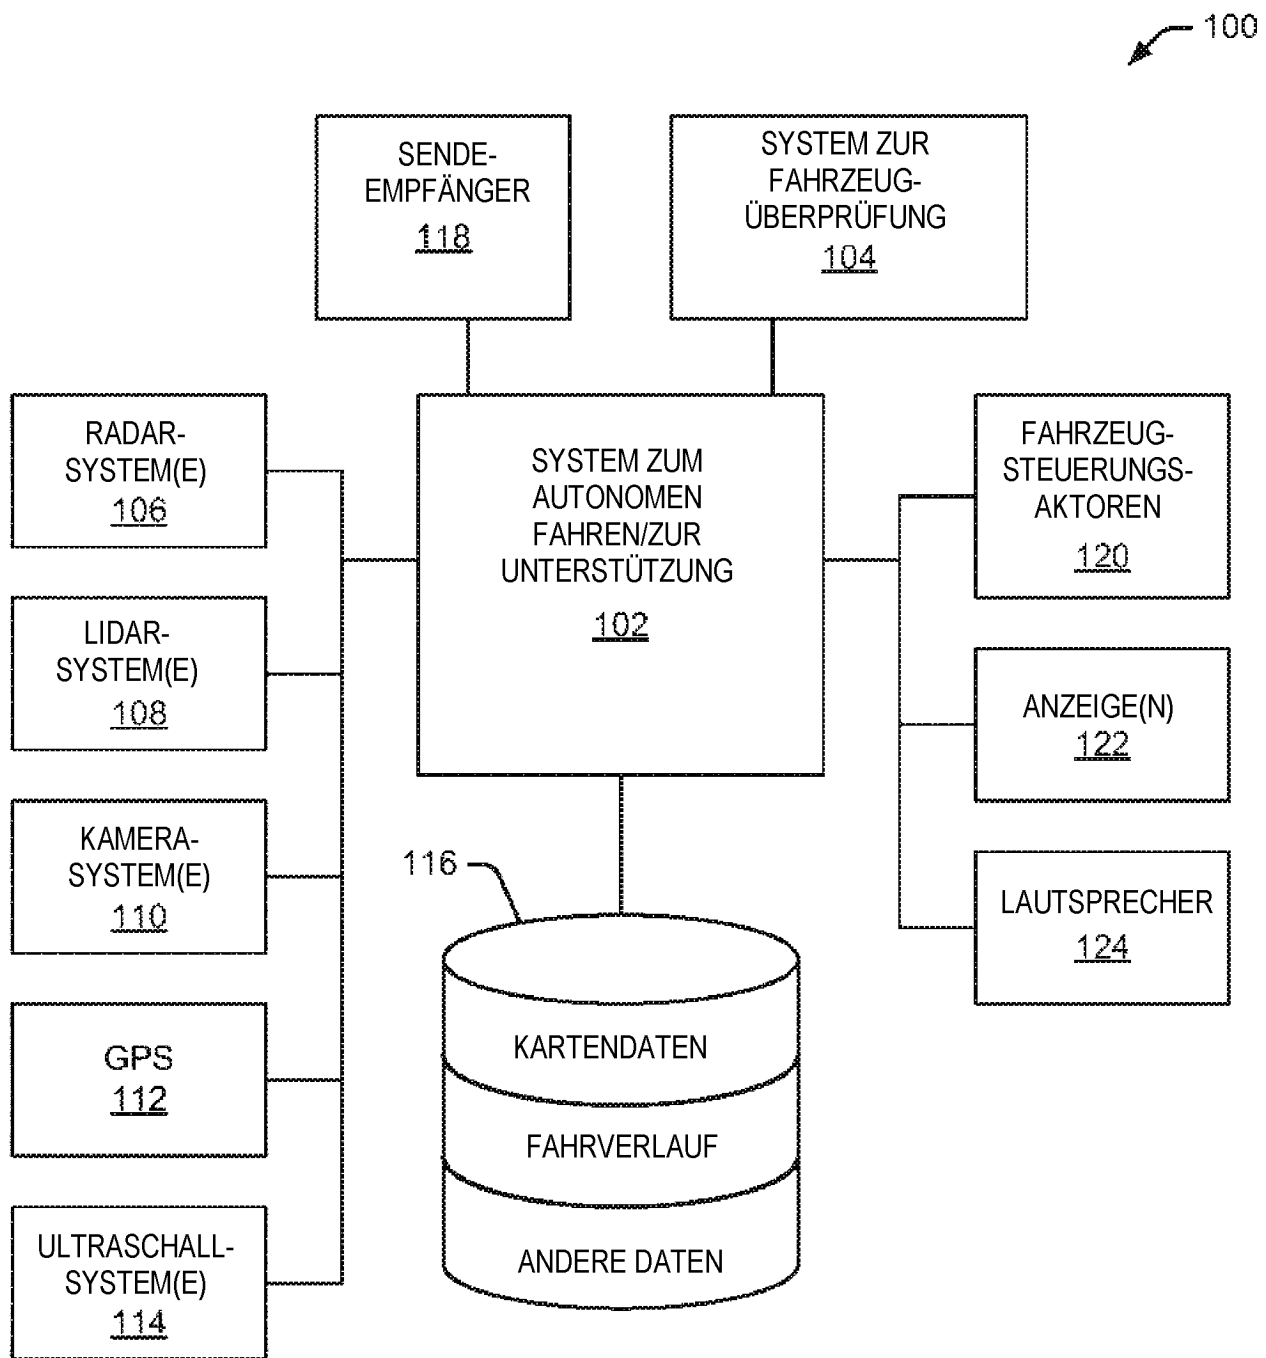 100
SENDE-
EMPFÄNGER
118
SYSTEM ZUR
FAHRZEUG-
ÜBERPRÜFUNG
104
RADAR-
SYSTEM(E)
106
LIDAR-
SYSTEM(E)
108
KAMERA-
SYSTEM(E)
110
GPS
112
ULTRASCHALL-
SYSTEM(E)
114
SYSTEM ZUM
AUTONOMEN
FAHREN/ZUR
UNTERSTÜTZUNG
102
116
KARTENDATEN
FAHRVERLAUF
ANDERE DATEN
FAHRZEUG-
STEUERUNGS-
AKTOREN
120
ANZEIGE(N)
122
LAUTSPRECHER
124